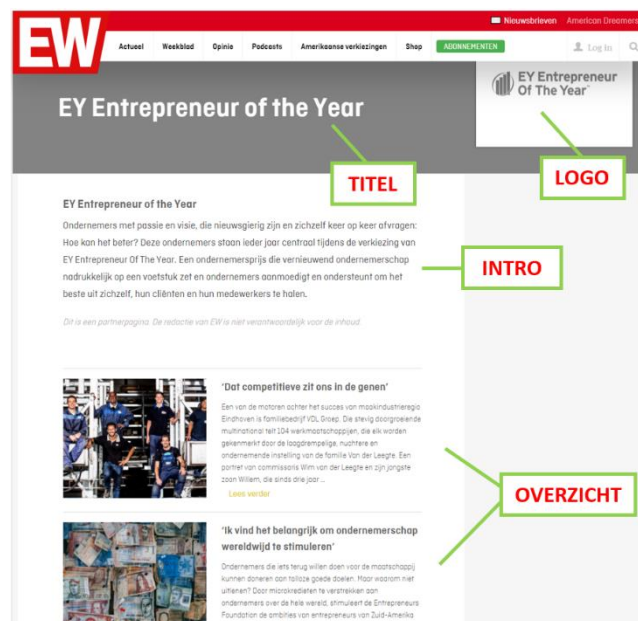 Nieuwsbrieven American Dreamers
EW
Actueel Weekblad Opinie Podcasts Amerikaanse verkiezingen Shop ABONNEMENTEN Log In
EY Entrepreneur Of The Year
EY Entrepreneur of the Year
TITEL
LOGO
EY Entrepreneur of the Year
Ondernemers met passie en visie, die nieuwsgierig zijn en zichzelf keer op keer afvragen:
Hoe kan het beter? Deze ondernemers staan ieder jaar centraal tijdens de verkiezing van
EY Entrepreneur Of The Year. Een ondernemersprijs die vernieuwend ondernemerschap
nadrukkelijk op een voetstuk zet en ondernemers aanmoedigt en ondersteunt om het
beste uit zichzelf, hun cliënten en hun medewerkers te halen.
INTRO
Dit is een partnerpagina. De redactie van EW is niet verantwoordelijk voor de inhoud.
'Dat competitieve zit ons in de genen'
Een van de motoren achter het succes van maakindustrieregio
Eindhoven is familiebedrijf VDL Groep. Die stevig doorgroeiende
multinational telt 104 werkmaatschappijen, die elk worden
gekenmerkt door de laagdrempelige, nuchtere en
ondernemende instelling van de familie Van der Leegte. Een
portret van commissaris Wim van der Leegte en zijn jongste
zoon Willem, die sinds drie jaar ...
Lees verder
OVERZICHT
'Ik vind het belangrijk om ondernemerschap
wereldwijd te stimuleren'
Ondernemers die iets terug willen doen voor de maatschappij
kunnen doneren aan talloze goede doelen. Maar waarom niet
uitlenen? Door microkredieten te verstrekken aan
ondernemers over de hele wereld, stimuleert de Entrepreneurs
Foundation de ambities van entrepreneurs van Zuid-Amerika